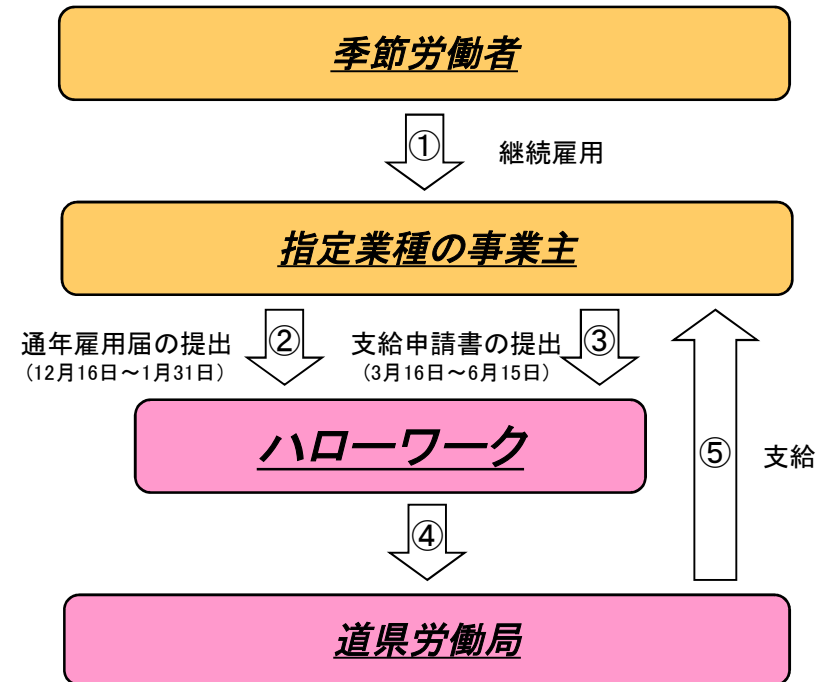 季節労働者
①
継続雇用
指定業種の事業主
通年雇用届の提出
(12月16日～1月31日)
②
支給申請書の提出
(3月16日～6月15日)
③
ハローワーク
⑤
支給
④
道県労働局